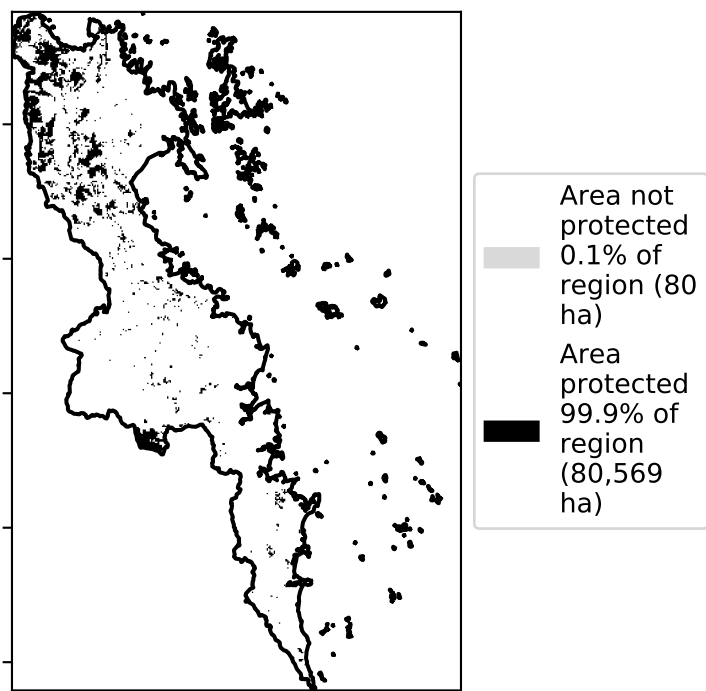 Area not
protected
0.1% of
region (80
ha)
Area
protected
99.9% of
region
(80,569
ha)